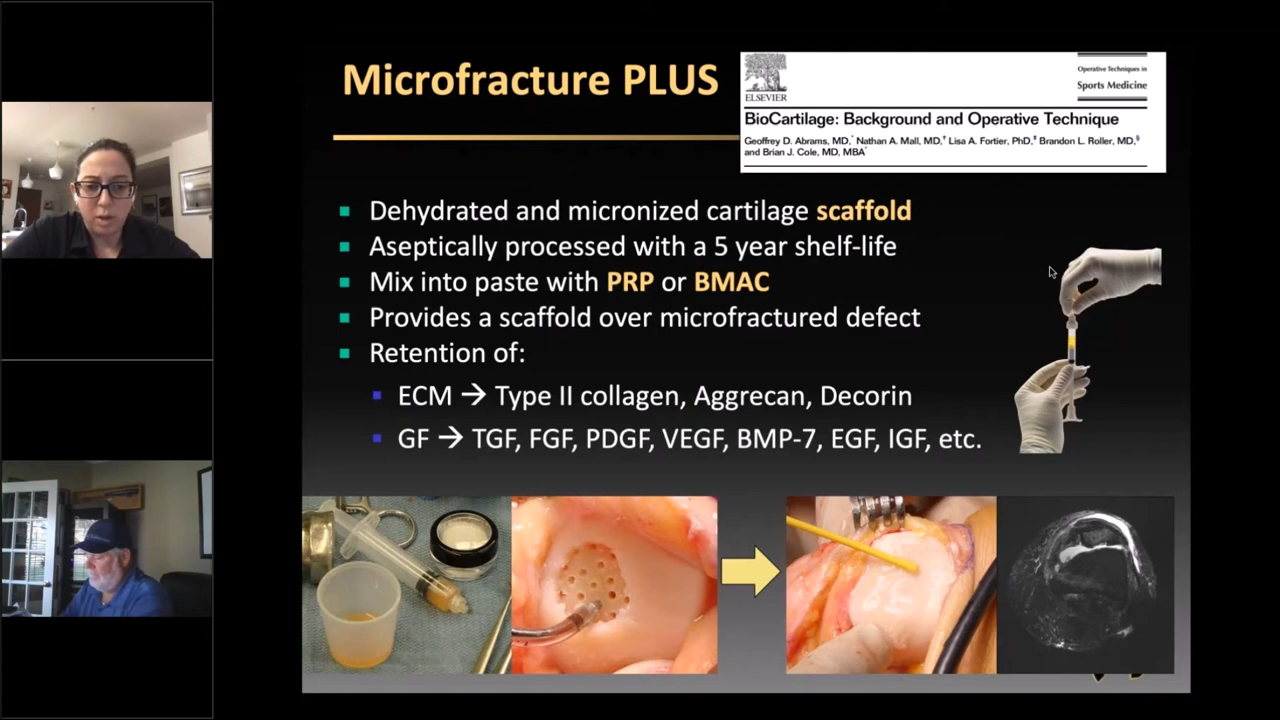 Microfracture PLUS
ELSEVIER
Operative Techniques in
Sports Medicine
BioCartilage: Background and Operative Technique
Geoffrey D. Abrams, MD,* Nathan A. Mall, MD,† Lisa A. Fortier, PhD,‡ Brandon L. Roller, MD,§
and Brian J. Cole, MD, MBA*
▪ Dehydrated and micronized cartilage scaffold
▪ Aseptically processed with a 5 year shelf-life
▪ Mix into paste with PRP or BMAC
▪ Provides a scaffold over microfractured defect
▪ Retention of:
▪ ECM → Type II collagen, Aggrecan, Decorin
▪ GF → TGF, FGF, PDGF, VEGF, BMP-7, EGF, IGF, etc.